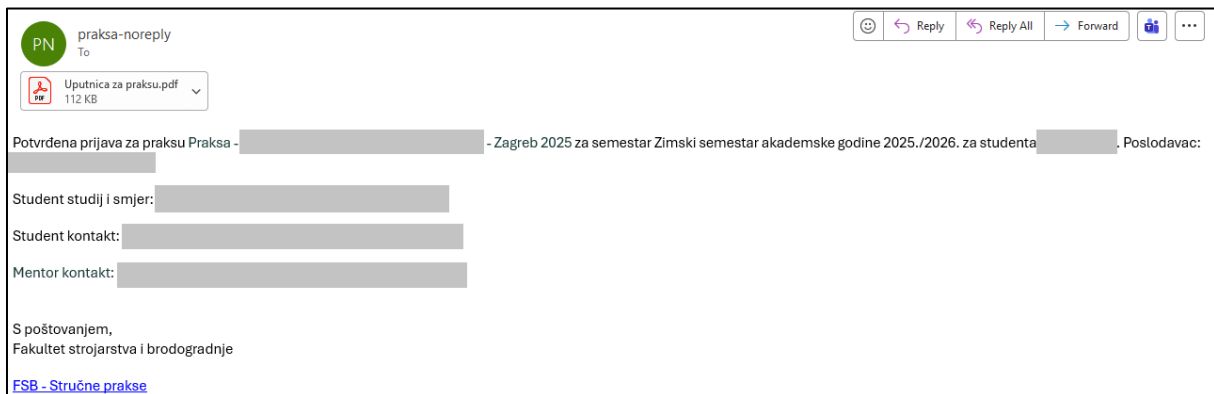 PN
praksa-noreply
To
Reply
Reply All
Forward
PDF
Uputnica za praksu.pdf
112 KB
Potvrđena prijava za praksu Praksa - - Zagreb 2025 za semestar Zimski semestar akademske godine 2025./2026. za studenta . Poslodavac:
Student studij i smjer:
Student kontakt:
Mentor kontakt:
S poštovanjem,
Fakultet strojarstva i brodogradnje
FSB - Stručne prakse